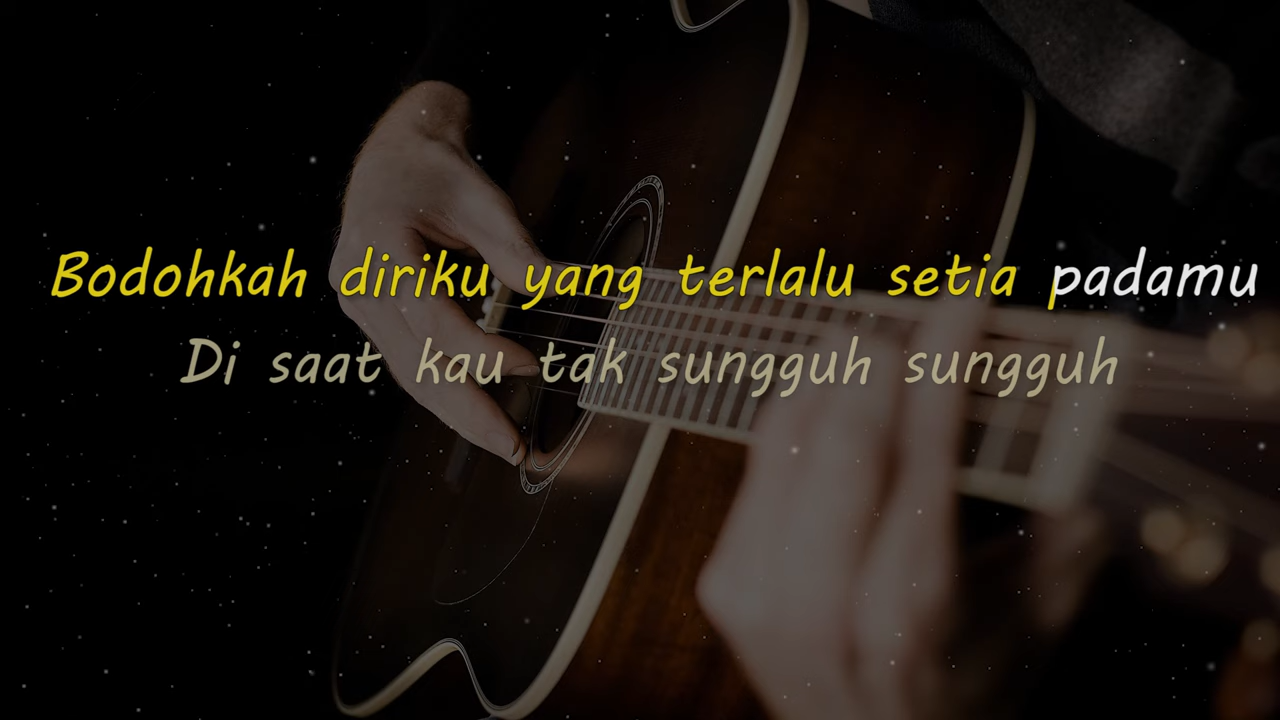 Bodohkah diriku yang terlalu setia padamu
Di saat kau tak sungguh sungguh